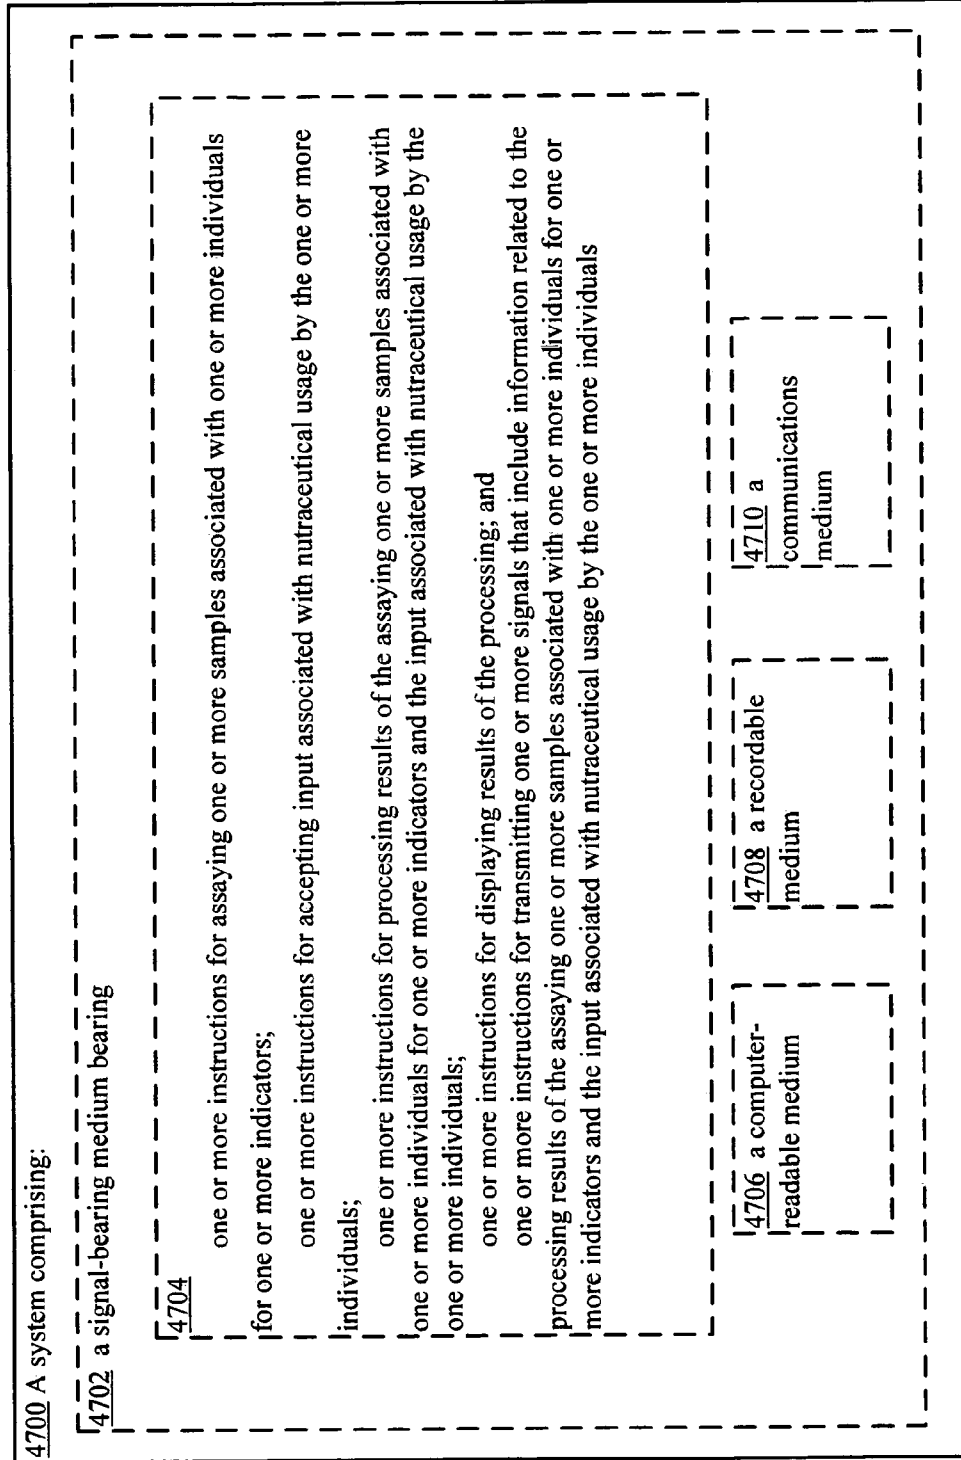 4700 A system comprising:
4702 a signal-bearing medium bearing
4704
one or more instructions for assaying one or more samples associated with one or more individuals
for one or more indicators;
one or more instructions for accepting input associated with nutraceutical usage by the one or more
individuals;
one or more instructions for processing results of the assaying one or more samples associated with
one or more individuals for one or more indicators and the input associated with nutraceutical usage by the
one or more individuals;
one or more instructions for displaying results of the processing; and
one or more instructions for transmitting one or more signals that include information related to the
processing results of the assaying one or more samples associated with one or more individuals for one or
more indicators and the input associated with nutraceutical usage by the one or more individuals
4706 a computer-
readable medium
4708 a recordable
medium
4710 a
communications
medium